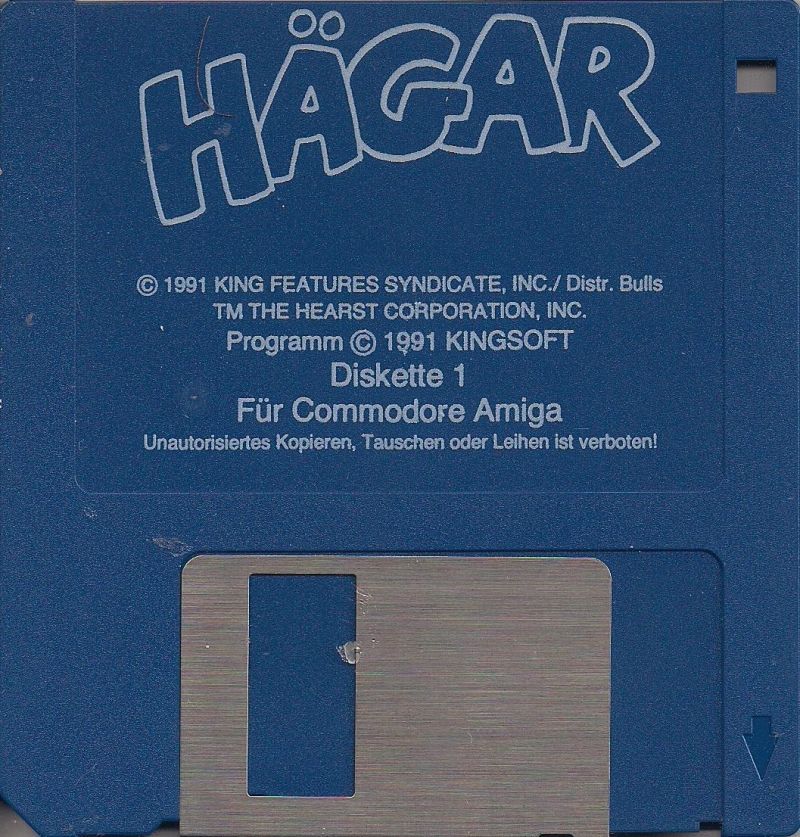 HÄGAR
© 1991 KING FEATURES SYNDICATE, INC./ Distr. Bulls
TM THE HEARST CORPORATION, INC.
Programm © 1991 KINGSOFT
Diskette 1
Für Commodore Amiga
Unautorisiertes Kopieren, Tauschen oder Leihen ist verboten!